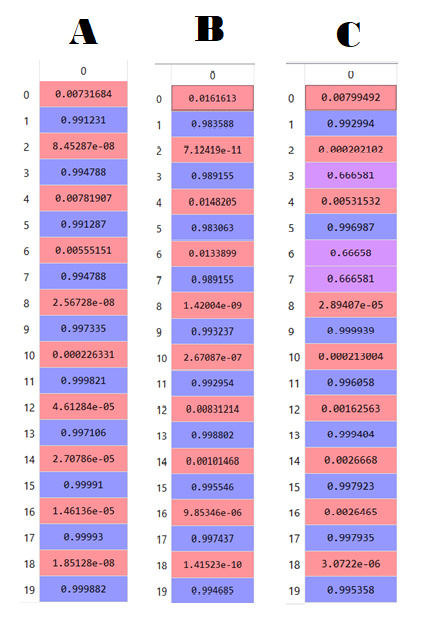 A B C
0 0 0
0 0.00731684 0 0.0161613 0 0.00799492
1 0.991231 1 0.983588 1 0.992994
2 8.45287e-08 2 7.12419e-11 2 0.000202102
3 0.994788 3 0.989155 3 0.666581
4 0.00781907 4 0.0148205 4 0.00531532
5 0.991287 5 0.983063 5 0.996987
6 0.00555151 6 0.0133899 6 0.66658
7 0.994788 7 0.989155 7 0.666581
8 2.56728e-08 8 1.42004e-09 8 2.89407e-05
9 0.997335 9 0.993237 9 0.999939
10 0.000226331 10 2.67087e-07 10 0.000213004
11 0.999821 11 0.992954 11 0.996058
12 4.61284e-05 12 0.00831214 12 0.00162563
13 0.997106 13 0.998802 13 0.999404
14 2.70786e-05 14 0.00101468 14 0.0026668
15 0.99991 15 0.995546 15 0.997923
16 1.46136e-05 16 9.85346e-06 16 0.0026465
17 0.99993 17 0.997437 17 0.997935
18 1.85128e-08 18 1.41523e-10 18 3.0722e-06
19 0.999882 19 0.994685 19 0.995358